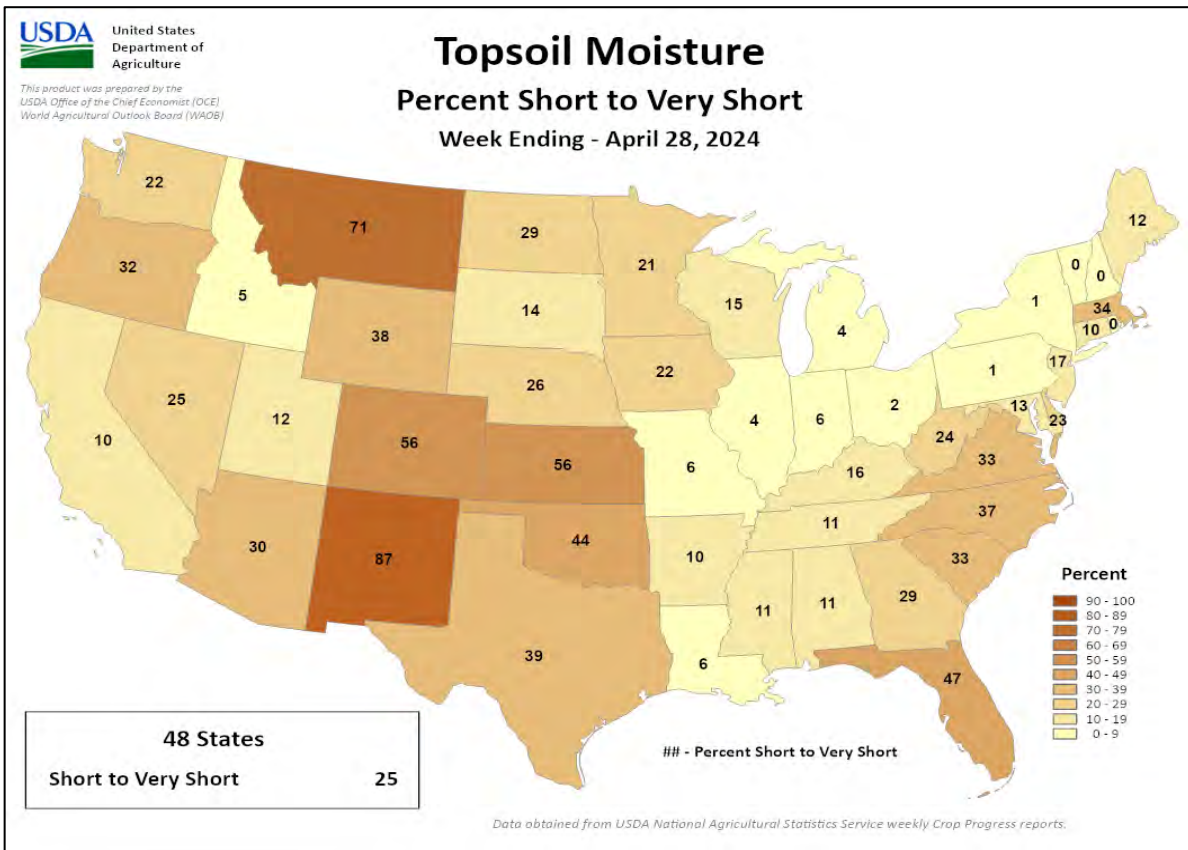 USDA
United States
Department of
Agriculture
This product was prepared by the
USDA Office of the Chief Economist (OCE)
World Agricultural Outlook Board (WAOB)
Topsoil Moisture
Percent Short to Very Short
Week Ending - April 28, 2024
22
71
29
21
12
32
5
14
15
4
1
0
0
34
10
0
38
26
22
1
17
25
12
4
6
2
13
23
10
56
56
6
24
33
16
30
87
44
10
11
37
33
11
11
29
39
6
47
Percent
90 - 100
80 - 89
70 - 79
60 - 69
50 - 59
40 - 49
30 - 39
20 - 29
10 - 19
0 - 9
48 States
Short to Very Short 25
## - Percent Short to Very Short
Data obtained from USDA National Agricultural Statistics Service weekly Crop Progress reports.